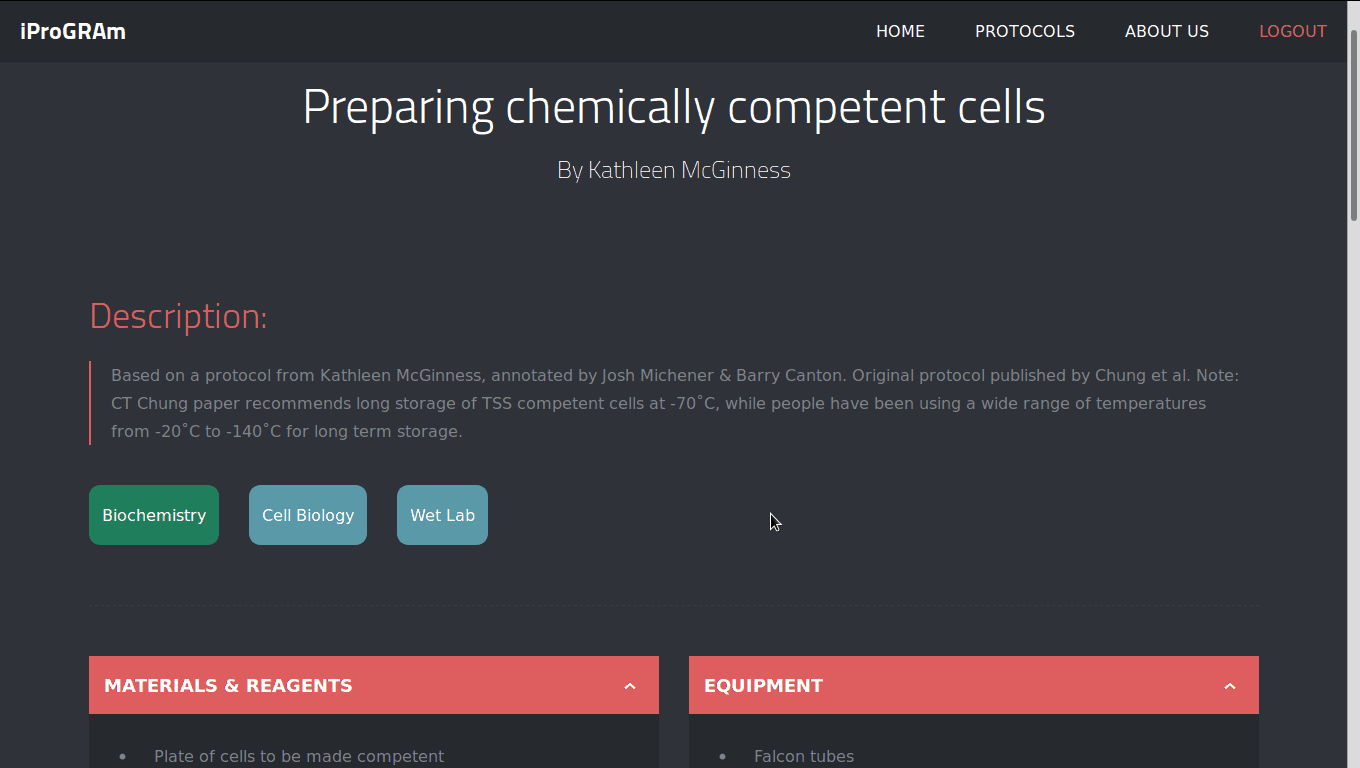 iProGRAm HOME PROTOCOLS ABOUT US LOGOUT
Preparing chemically competent cells
By Kathleen McGinness
Description:
Based on a protocol from Kathleen McGinness, annotated by Josh Michener & Barry Canton. Original protocol published by Chung et al. Note:
CT Chung paper recommends long storage of TSS competent cells at -70˚C, while people have been using a wide range of temperatures
from -20˚C to -140˚C for long term storage.
Biochemistry Cell Biology Wet Lab
MATERIALS & REAGENTS
• Plate of cells to be made competent
EQUIPMENT
• Falcon tubes